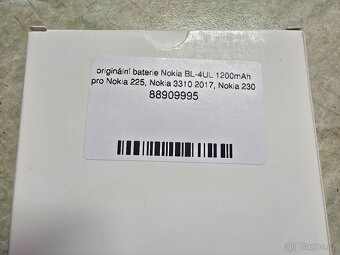 originální baterie Nokia BL-4UL 1200mAh
pro Nokia 225, Nokia 3310 2017, Nokia 230
88909995